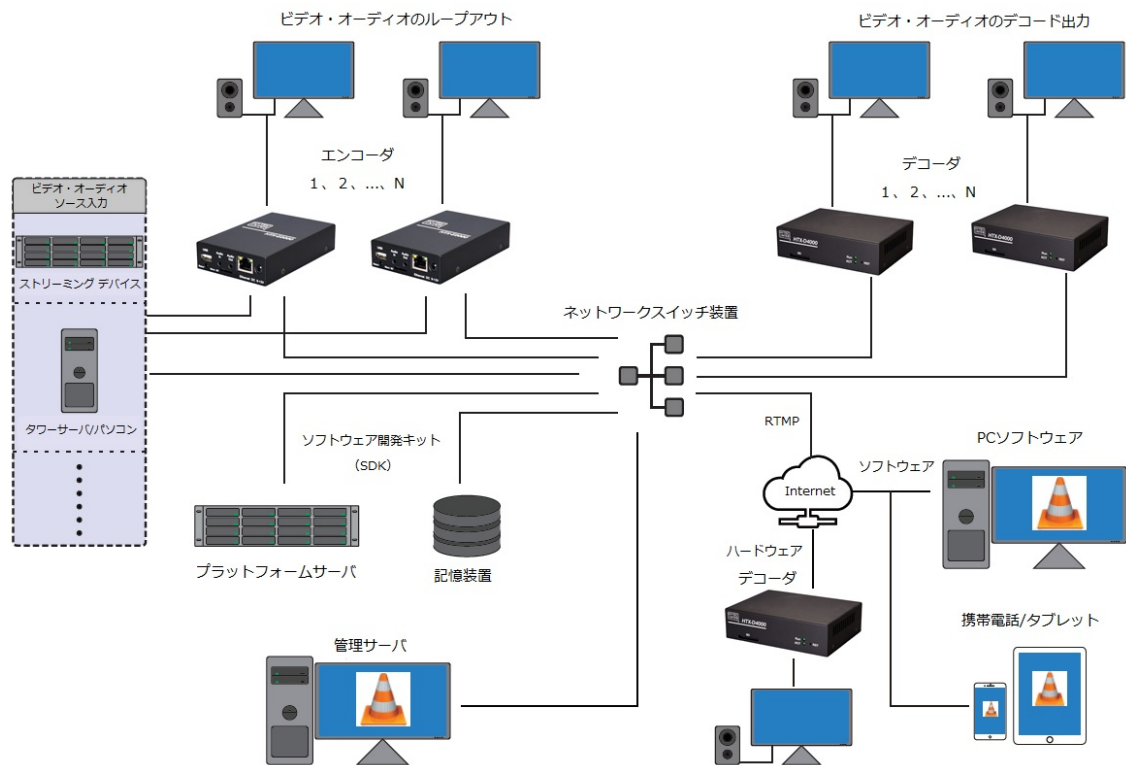 ビデオ・オーディオのループアウト
ビデオ・オーディオのデコード出力
エンコーダ
1、2、...、N
デコーダ
1、2、...、N
ビデオ・オーディオ
ソース入力
ストリーミング デバイス
タワーサーバ/パソコン
HTX-D4000
HTX-D4000
ネットワークスイッチ装置
ソフトウェア開発キット
(SDK)
RTMP
Internet
ソフトウェア
PCソフトウェア
プラットフォームサーバ
記憶装置
ハードウェア
デコーダ
HTX-D4000
携帯電話/タブレット
管理サーバ